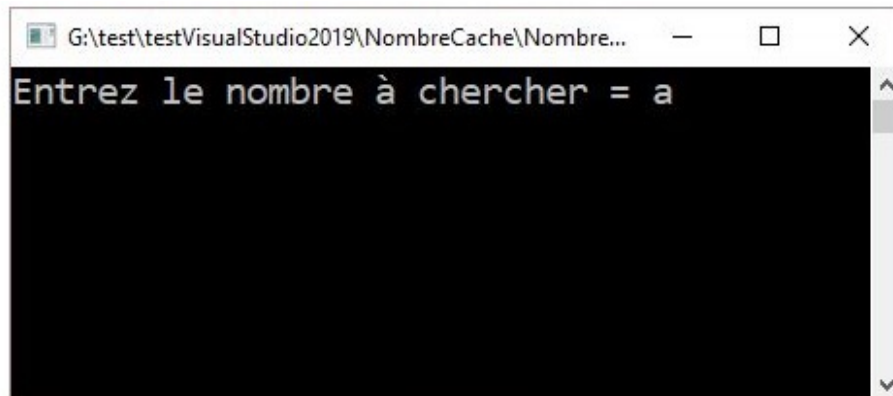 G:\test\testVisualStudio2019\NombreCache\Nombre...
Entrez le nombre à chercher = a